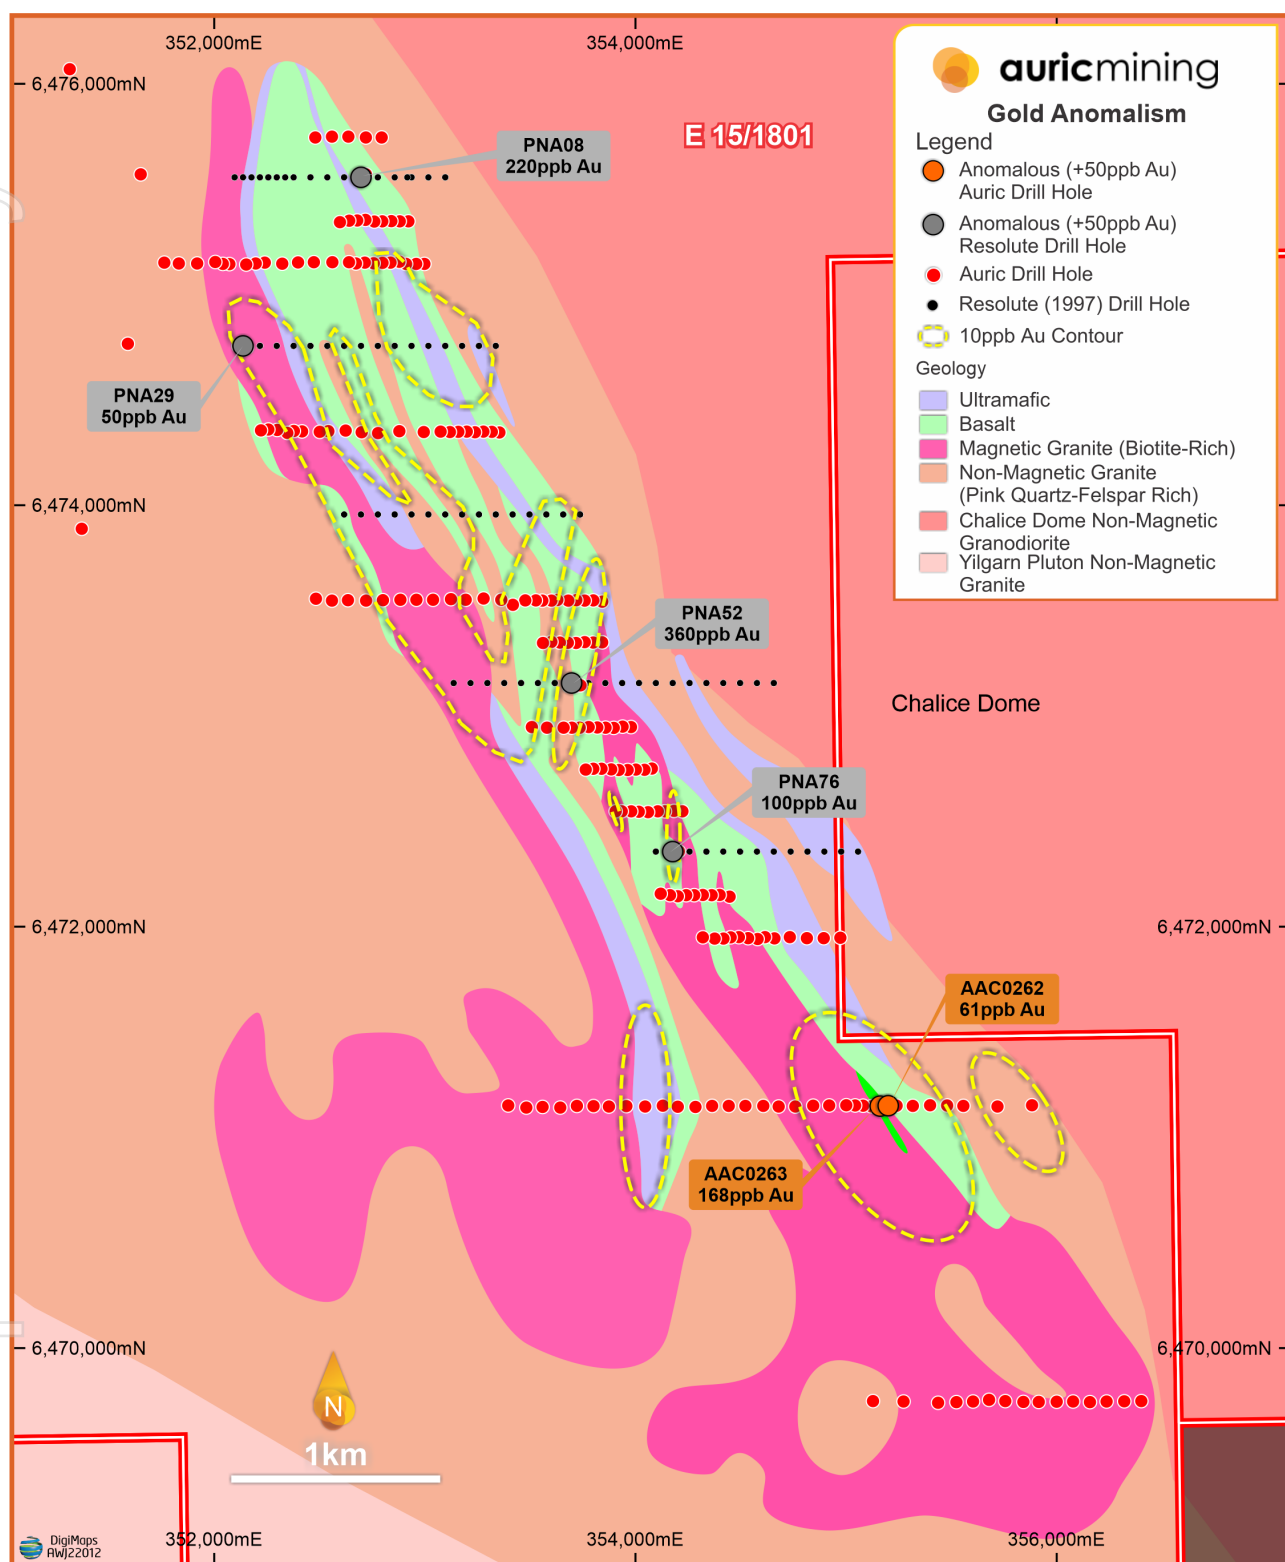 352,000mE
354,000mE
6,476,000mN
auricmining
Gold Anomalism
Legend
Anomalous (+50ppb Au)
Auric Drill Hole
Anomalous (+50ppb Au)
Resolute Drill Hole
Auric Drill Hole
Resolute (1997) Drill Hole
10ppb Au Contour
Geology
Ultramafic
Basalt
Magnetic Granite (Biotite-Rich)
Non-Magnetic Granite
(Pink Quartz-Felspar Rich)
Chalice Dome Non-Magnetic
Granodiorite
Yilgarn Pluton Non-Magnetic
Granite
E 15/1801
PNA08
220ppb Au
PNA29
50ppb Au
6,474,000mN
PNA52
360ppb Au
Chalice Dome
PNA76
100ppb Au
6,472,000mN
6,472,000mN
AAC0262
61ppb Au
AAC0263
168ppb Au
6,470,000mN
6,470,000mN
N
1km
DigiMaps
AWJ22012
352,000mE
354,000mE
356,000mE